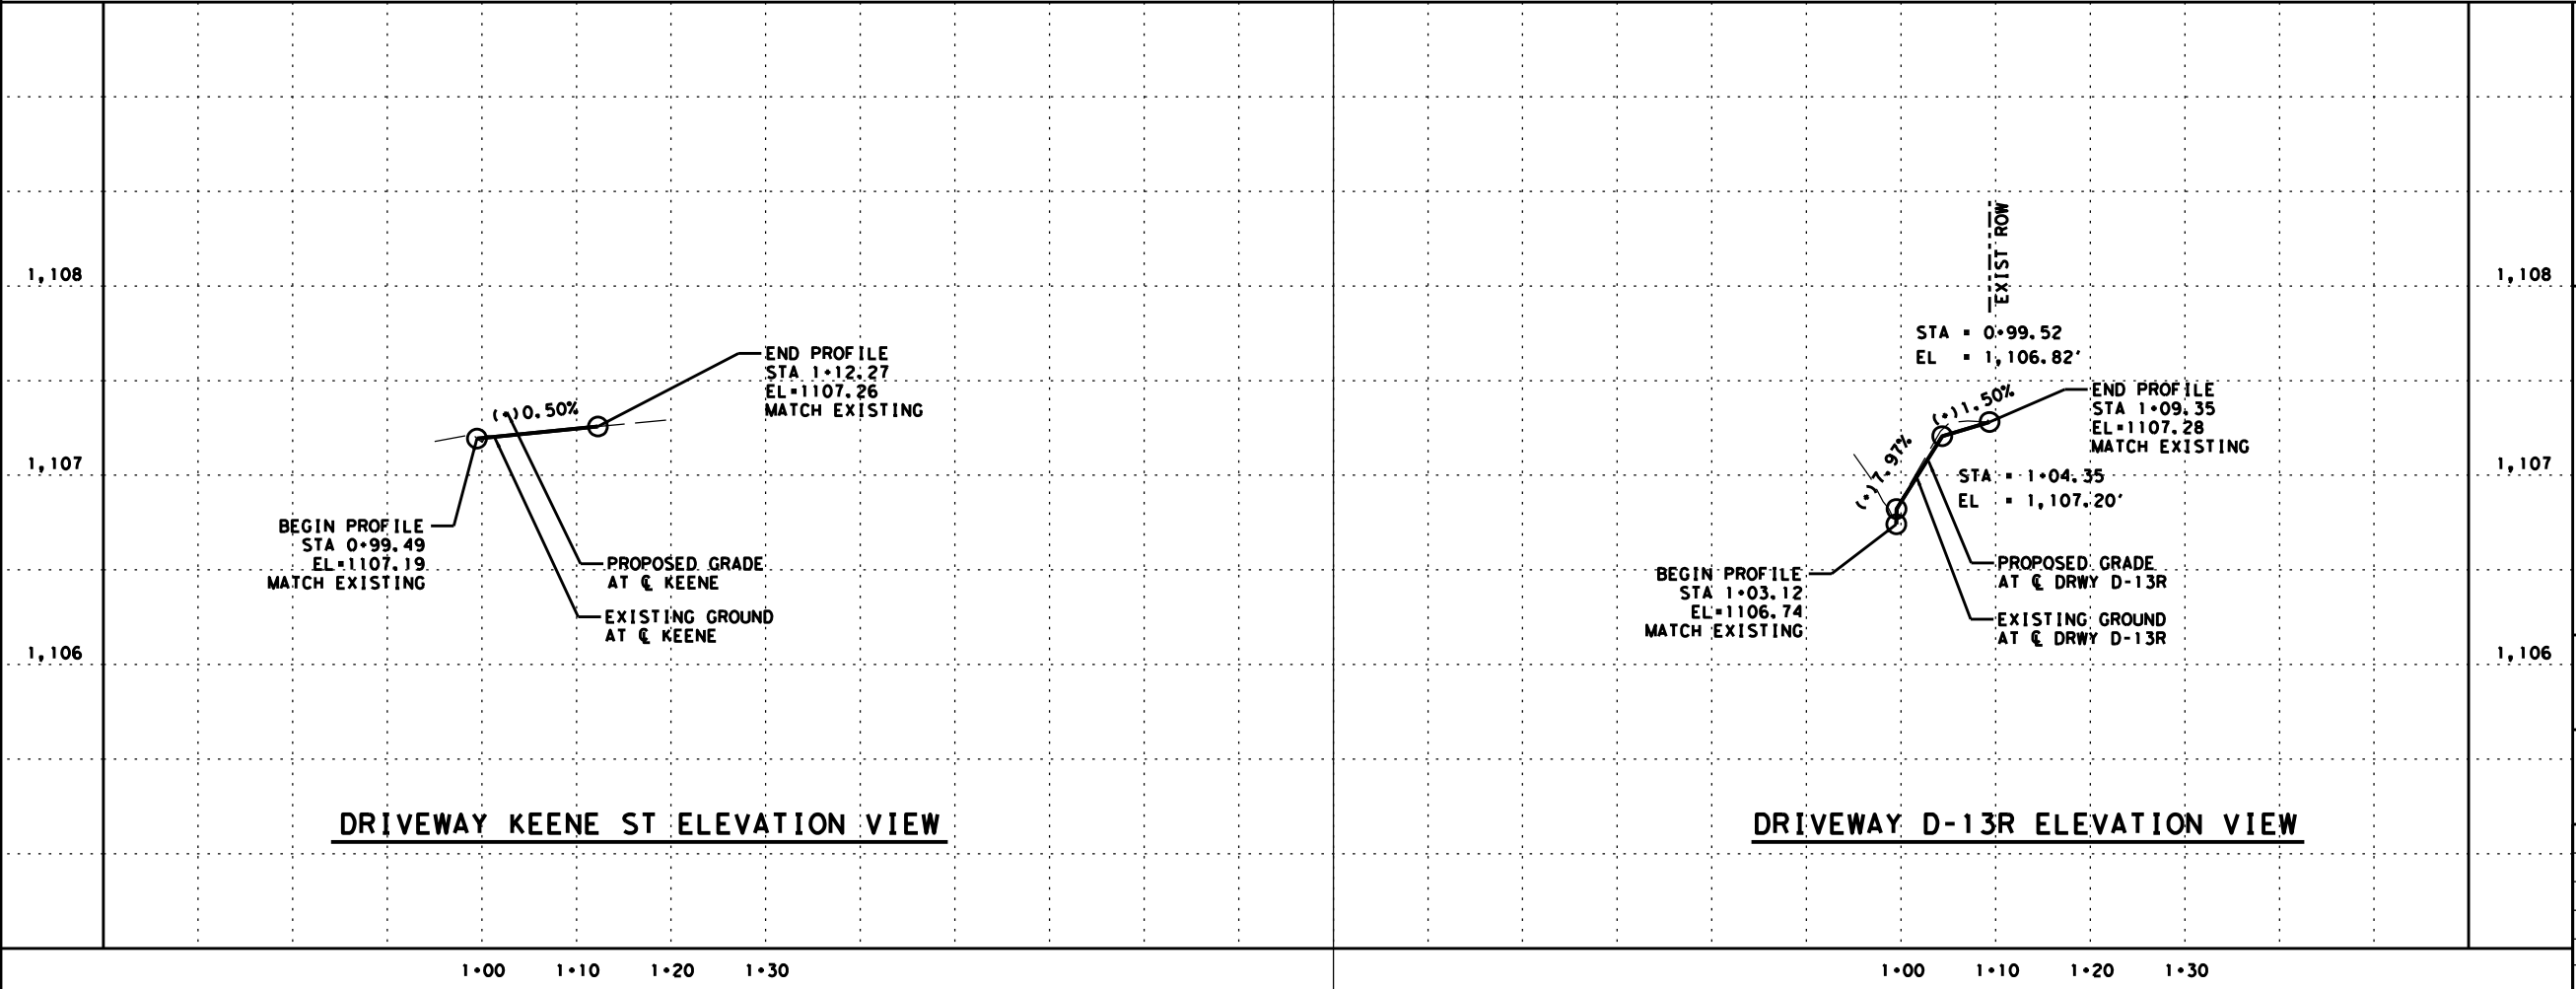 1,108
1,107
1,106
END PROFILE
STA 1+12.27
EL=1107.26
MATCH EXISTING
(+)0.50%
BEGIN PROFILE
STA 0+99.49
EL=1107.19
MATCH EXISTING
PROPOSED GRADE
AT ℄ KEENE
EXISTING GROUND
AT ℄ KEENE
DRIVEWAY KEENE ST ELEVATION VIEW
1+00 1+10 1+20 1+30
EXIST ROW
STA = 0+99.52
EL = 1,106.82'
(+)1.50%
END PROFILE
STA 1+09.35
EL=1107.28
MATCH EXISTING
(+)7.97%
STA = 1+04.35
EL = 1,107.20'
BEGIN PROFILE
STA 1+03.12
EL=1106.74
MATCH EXISTING
PROPOSED GRADE
AT ℄ DRWY D-13R
EXISTING GROUND
AT ℄ DRWY D-13R
DRIVEWAY D-13R ELEVATION VIEW
1+00 1+10 1+20 1+30
1,108
1,107
1,106